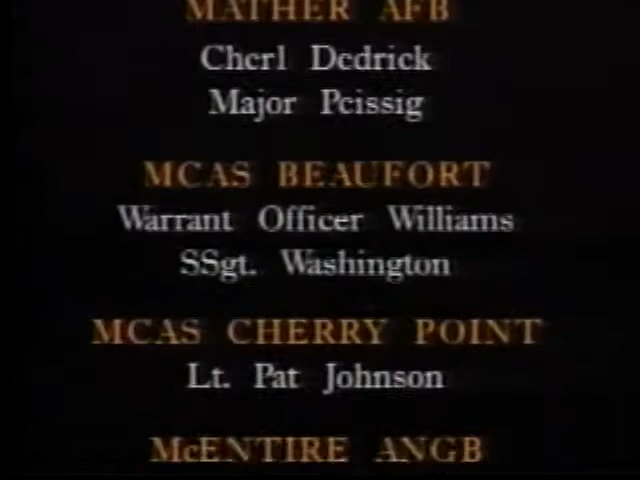 MATHER AFB
Cherl Dedrick
Major Peissig
MCAS BEAUFORT
Warrant Officer Williams
SSgt. Washington
MCAS CHERRY POINT
Lt. Pat Johnson
McENTIRE ANGB